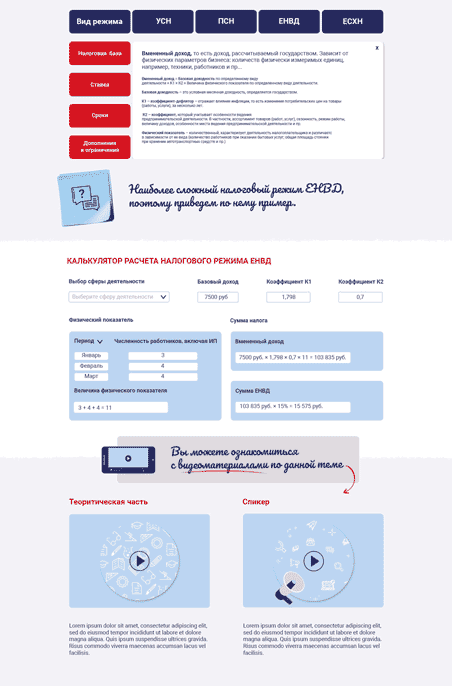 Вид режима
УСН
ПСН
ЕНВД
ЕСХН
Налоговая база
Ставка
Сроки
Дополнения
и ограничения
x
Вмененный доход, то есть доход, рассчитываемый государством. Зависит от
физических параметров бизнеса: количеств физически измеримых единиц,
например, техники, работников и пр...
Вмененный доход = Базовая доходность по определенному виду
деятельности × К1 × К2 × Величина физического показателя по определенному виду деятельности
Базовая доходность – это условная месячная доходность, определяется государством.
К1 – коэффициент-дефлятор – отражает влияние инфляции, то есть изменения потребительских цен на товары
(работы, услуги), за несколько лет.
К2 – коэффициент, который учитывает особенности ведения
предпринимательской деятельности. В частности, ассортимент товаров (работ, услуг), сезонность, режим работы,
величину доходов, особенности места ведения предпринимательской деятельности и пр.
Физический показатель – количественный, характеризует деятельность налогоплательщика и различается
в зависимости от ее вида (количество работников при оказании бытовых услуг, общая площадь стоянки
при хранении автотранспортных средств и пр.)
Наиболее сложный налоговый режим ЕНВД,
поэтому приведем по нему пример.
КАЛЬКУЛЯТОР РАСЧЕТА НАЛОГОВОГО РЕЖИМА ЕНВД
Выбор сферы деятельности
Базовый доход
Коэффициент К1
Коэффициент К2
Выберите сферу деятельности
7500 руб
1,798
0,7
Физический показатель
Сумма налога
Период
Численность работников, включая ИП
Январь
3
Февраль
4
Март
4
Величина физического показателя
3 + 4 + 4 = 11
Вмененный доход
7500 руб. × 1,798 × 0,7 × 11 = 103 835 руб.
Сумма ЕНВД
103 835 руб. × 15% = 15 575 руб.
Вы можете ознакомиться
с видеоматериалами по данной теме
Теоритическая часть
Спикер
Lorem ipsum dolor sit amet, consectetur adipiscing elit,
sed do eiusmod tempor incididunt ut labore et dolore
magna aliqua. Quis ipsum suspendisse ultrices gravida.
Risus commodo viverra maecenas accumsan lacus vel
facilisis.
Lorem ipsum dolor sit amet, consectetur adipiscing elit,
sed do eiusmod tempor incididunt ut labore et dolore
magna aliqua. Quis ipsum suspendisse ultrices gravida.
Risus commodo viverra maecenas accumsan lacus vel
facilisis.